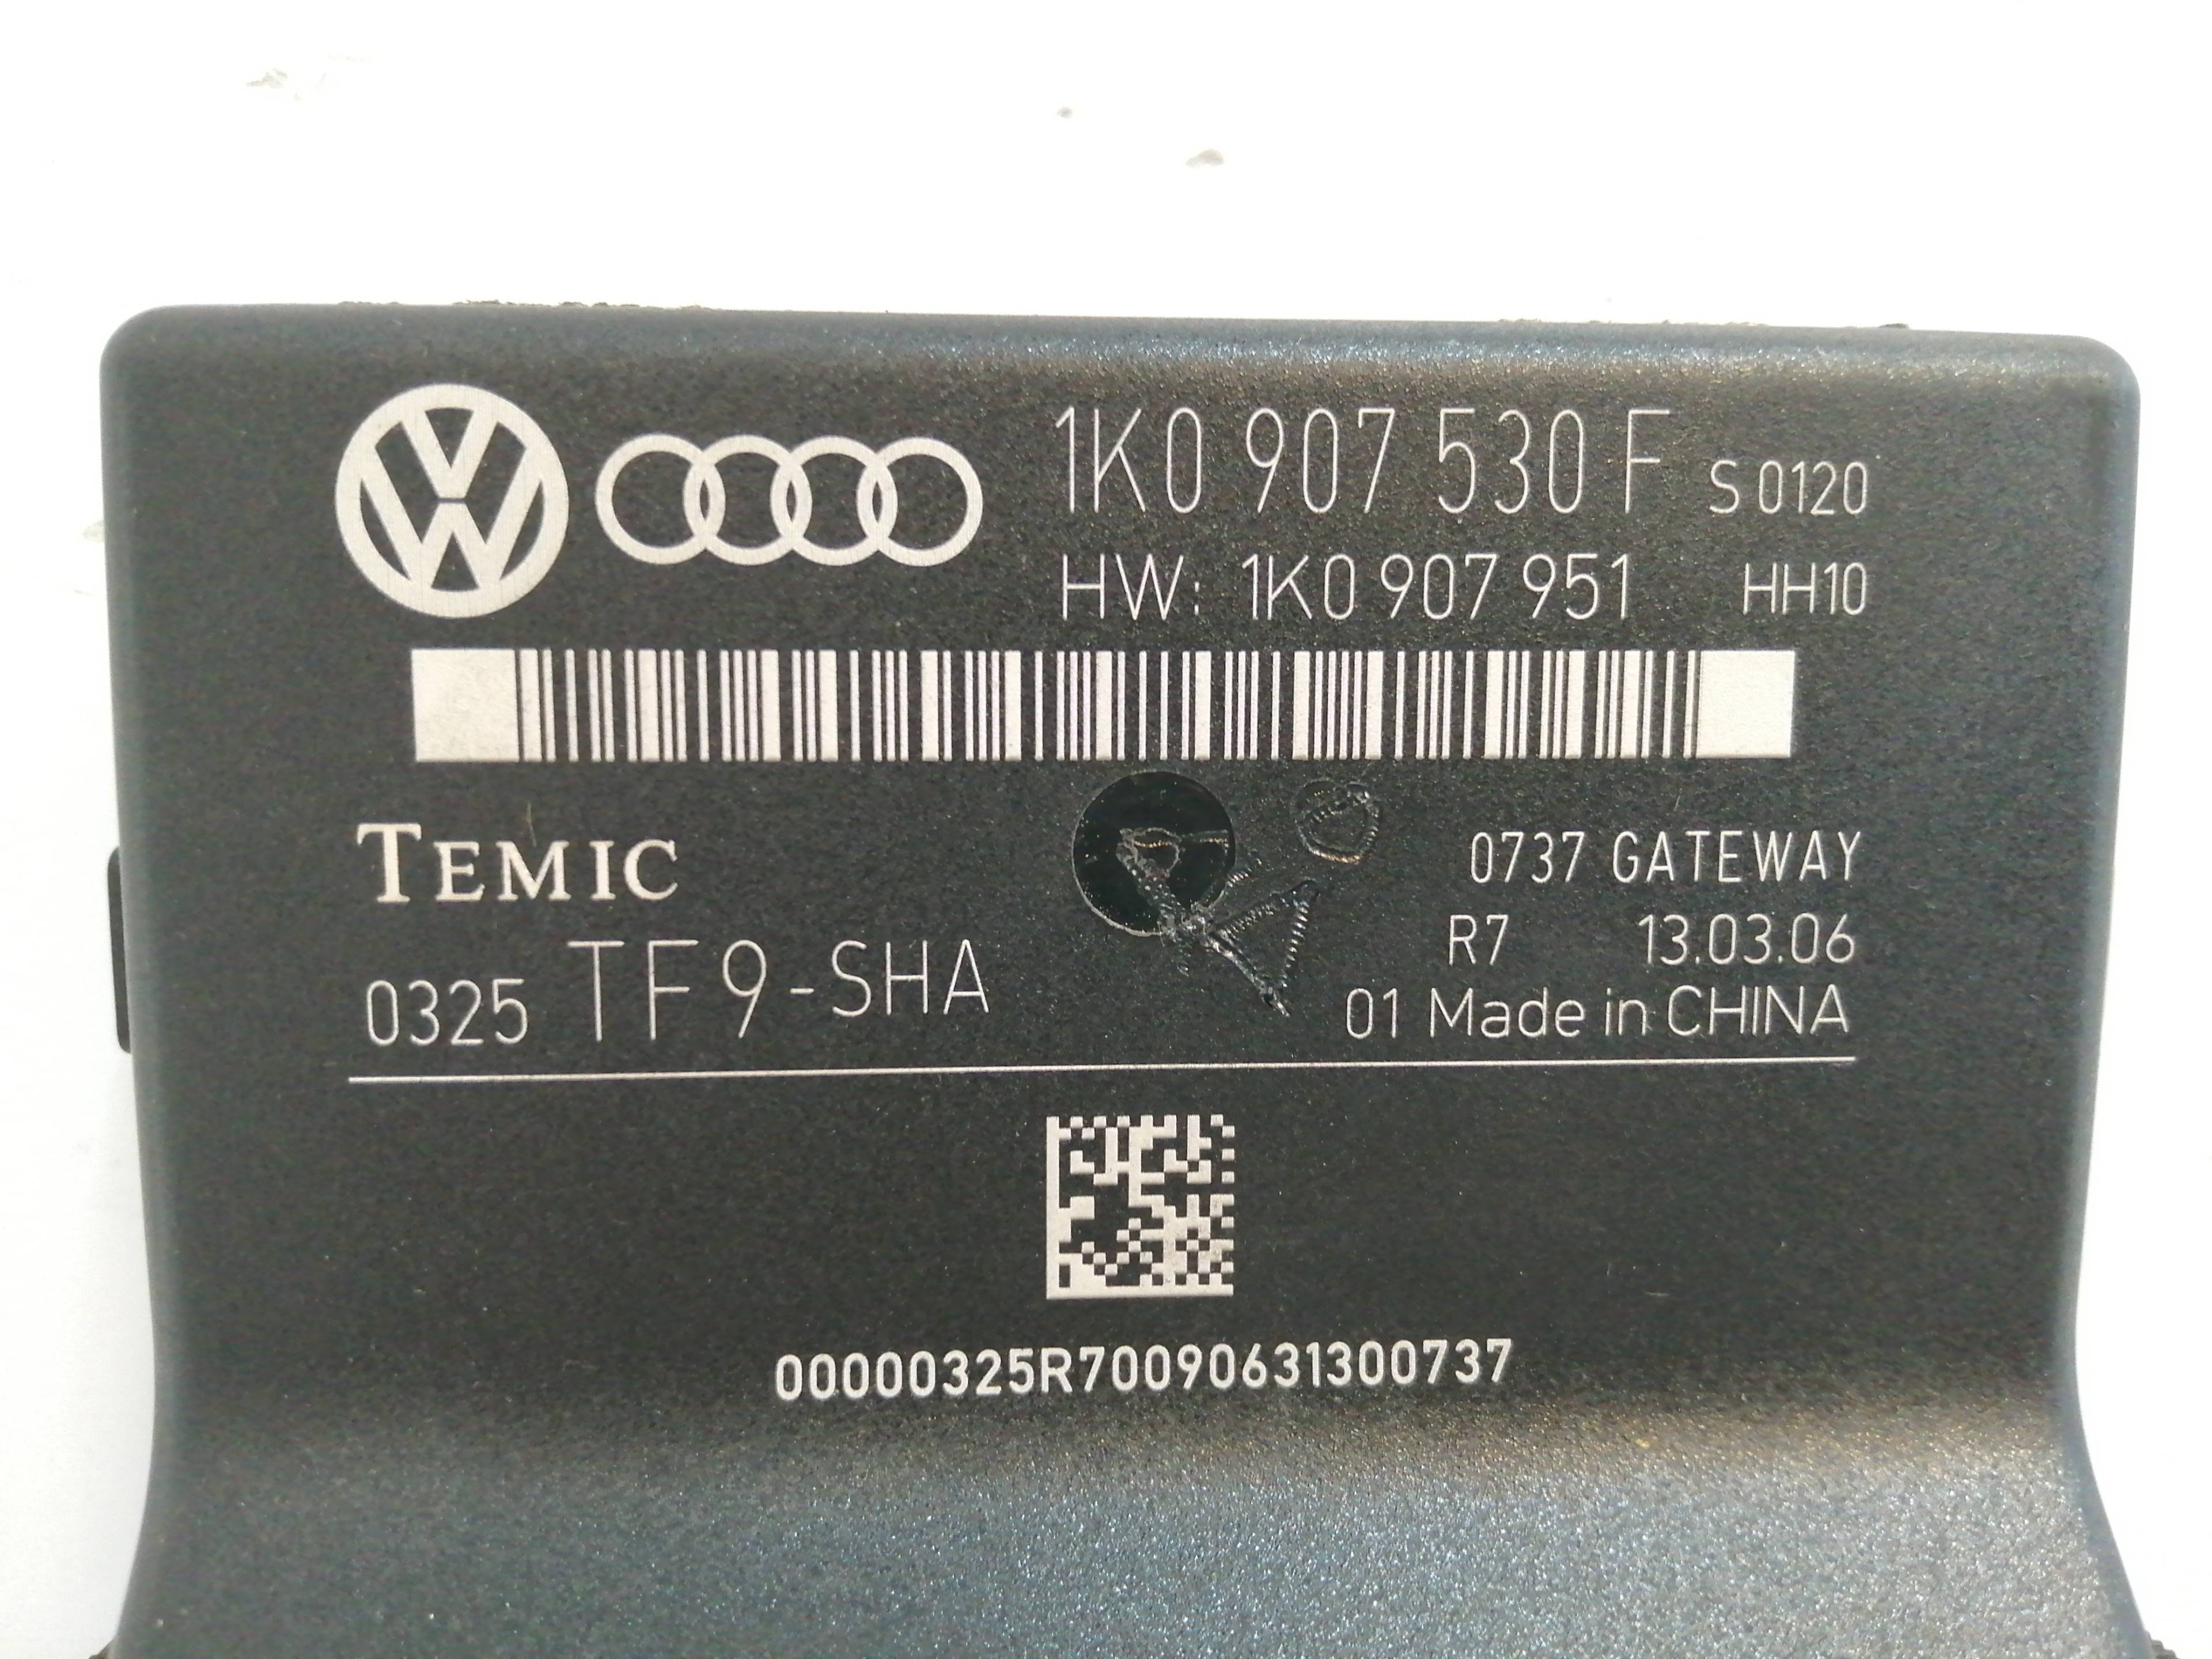 1K0 907 530 F S 0120
HW: 1K0 907 951 HH10
TEMIC
0325 TF9-SHA
0737 GATEWAY
R7 13.03.06
01 Made in CHINA
00000325R70090631300737